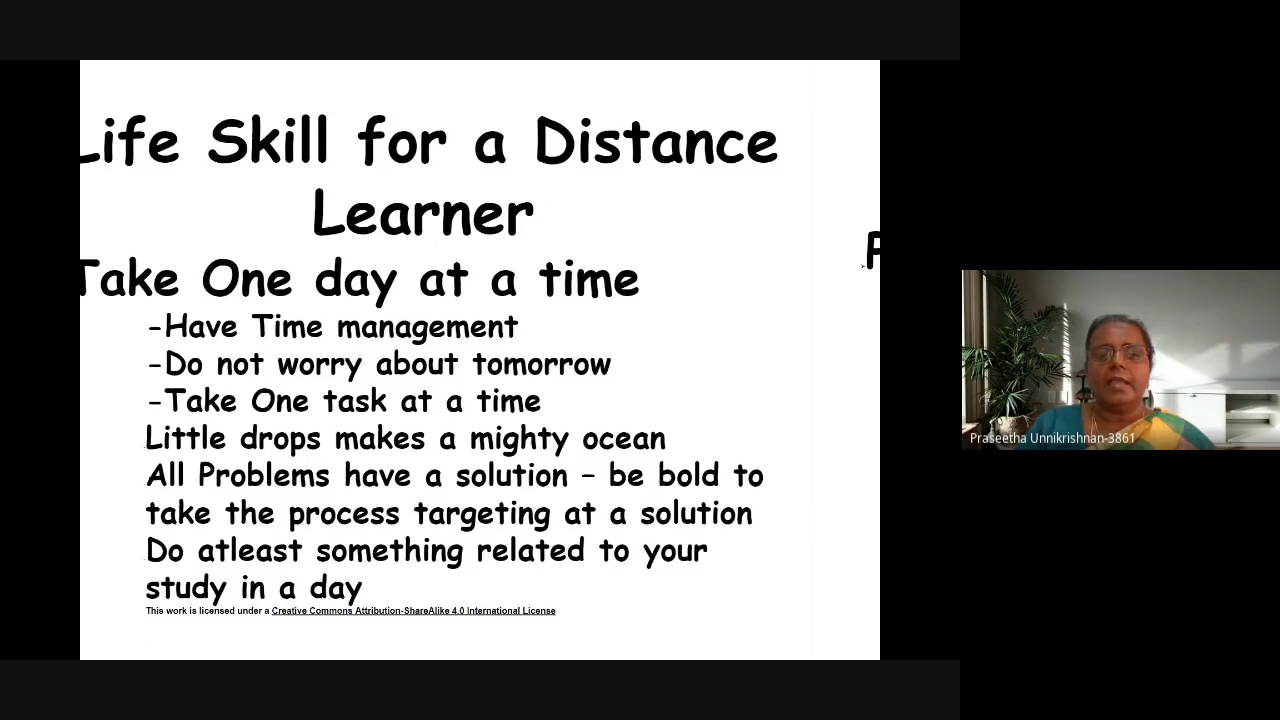 Life Skill for a Distance
Learner
Take One day at a time
-Have Time management
-Do not worry about tomorrow
-Take One task at a time
Little drops makes a mighty ocean
All Problems have a solution – be bold to
take the process targeting at a solution
Do atleast something related to your
study in a day
This work is licensed under a Creative Commons Attribution-ShareAlike 4.0 International License
Praseetha Unnikrishnan-3861